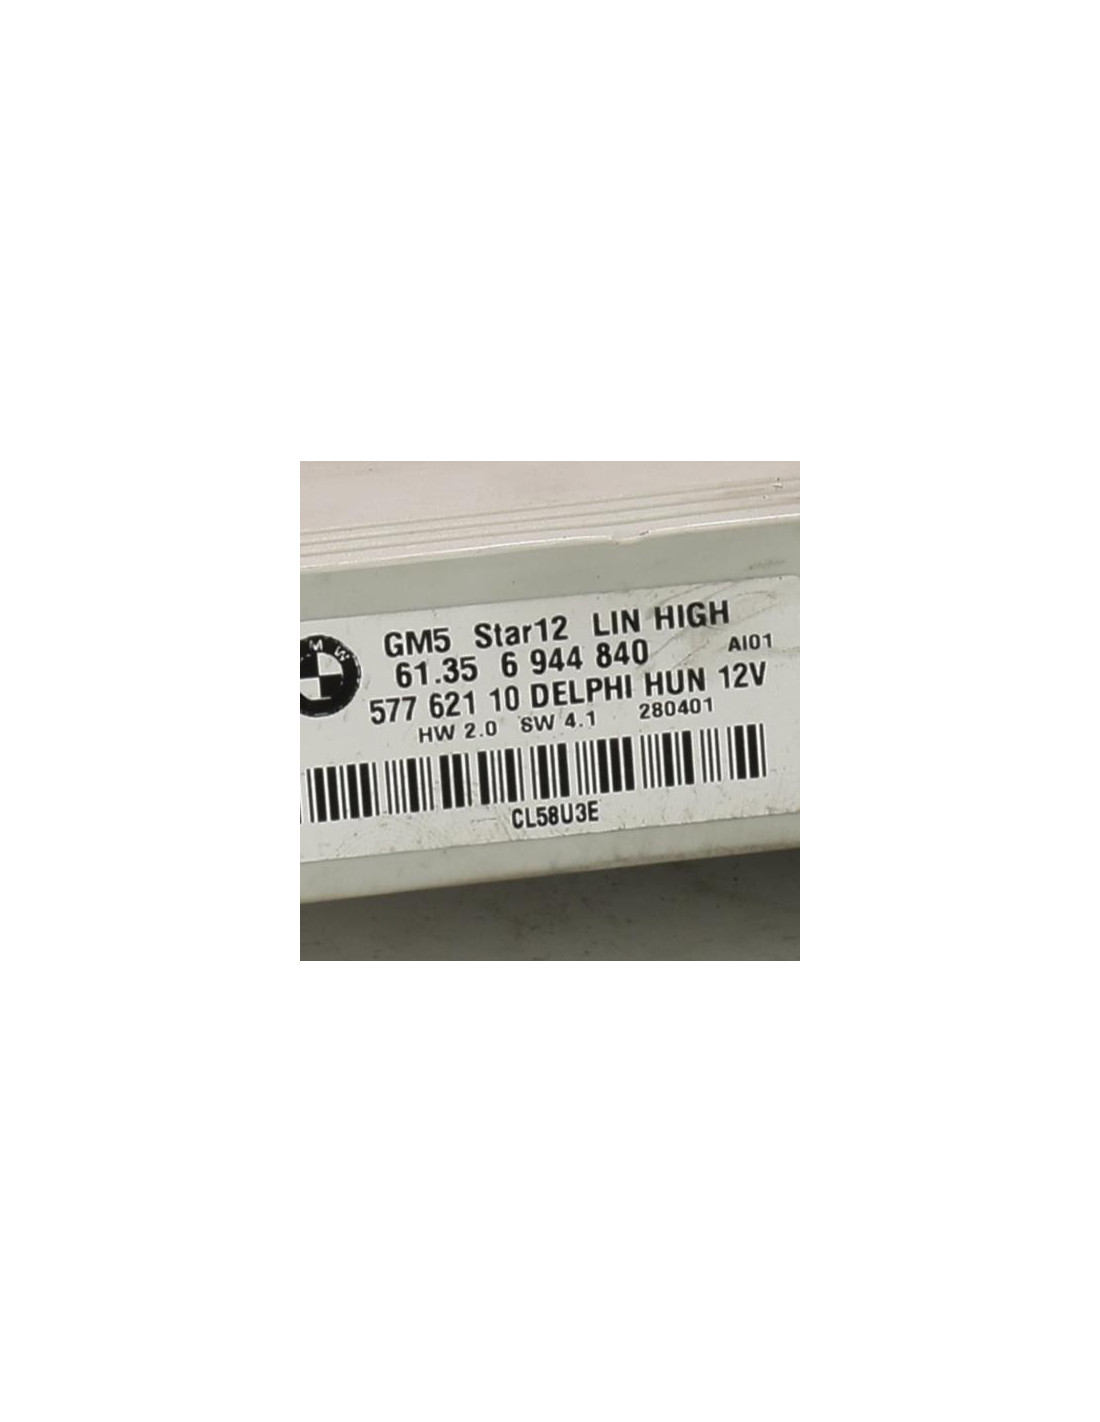 GM5 Star12 LIN HIGH
61.35 6 944 840 AI01
577 621 10 DELPHI HUN 12V
HW 2.0 SW 4.1 280401
CL58U3E
MW